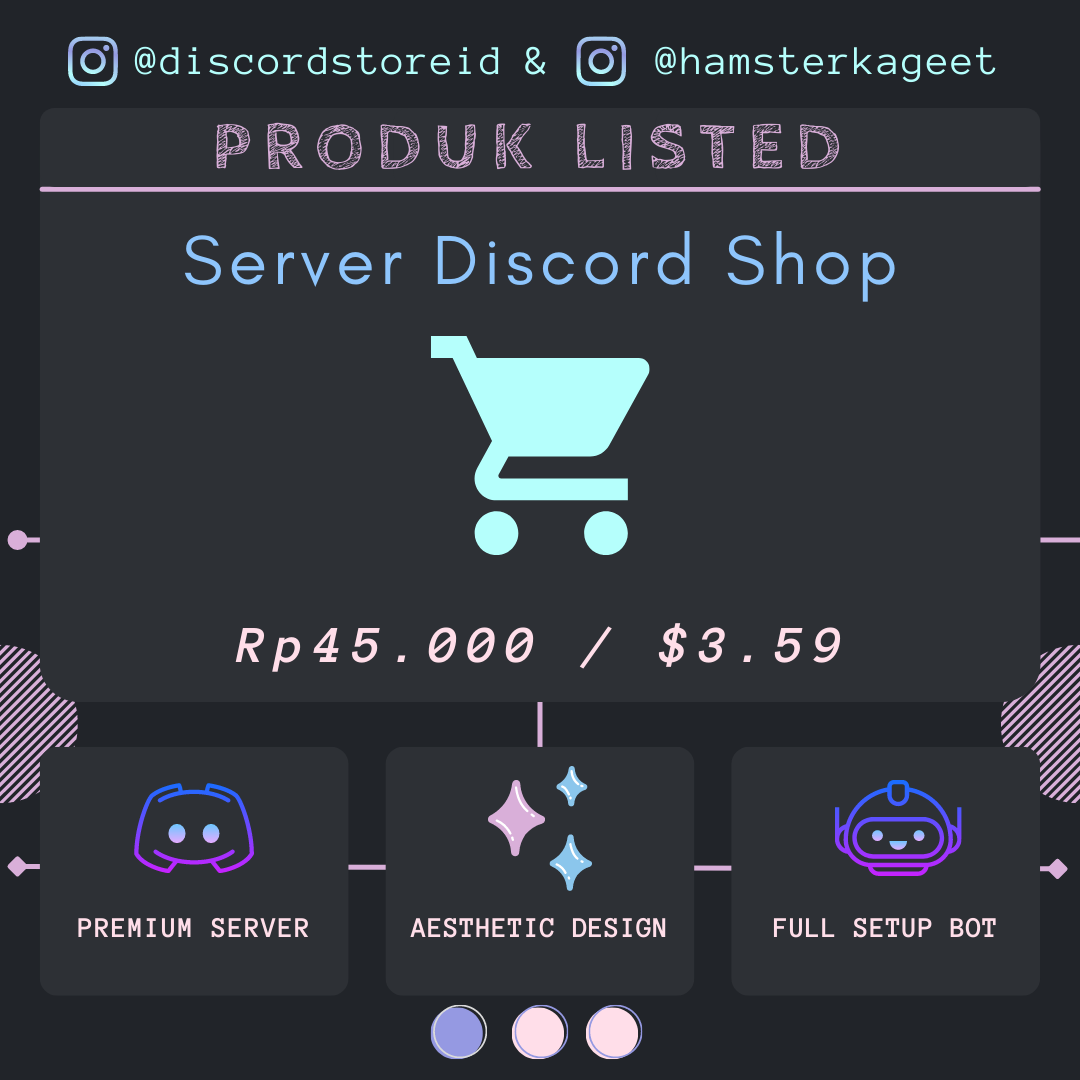 @discordstoreid & @hamsterkageet
PRODUK LISTED
Server Discord Shop
Rp45.000 / $3.59
PREMIUM SERVER
AESTHETIC DESIGN
FULL SETUP BOT